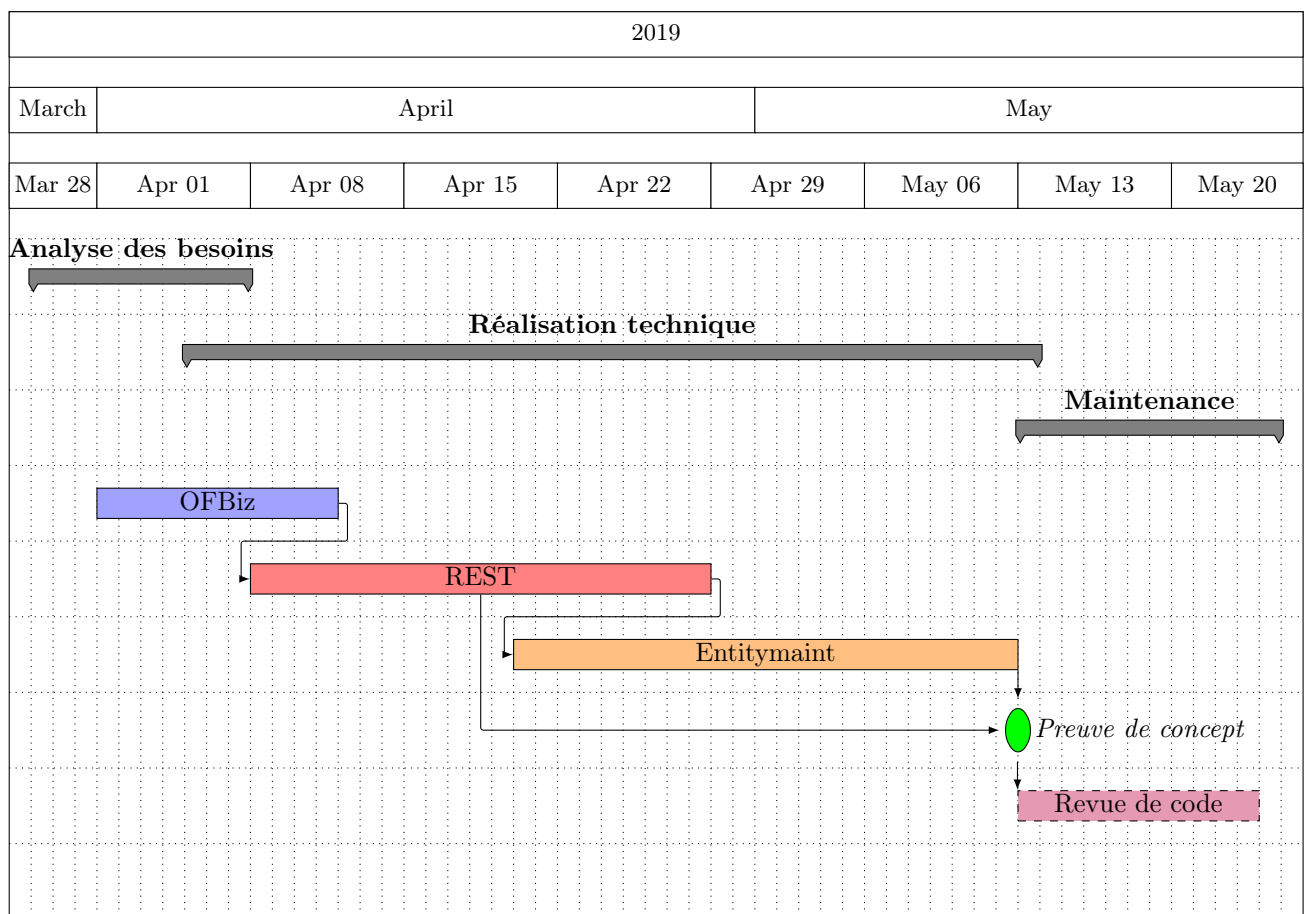 2019
March April May
Mar 28 Apr 01 Apr 08 Apr 15 Apr 22 Apr 29 May 06 May 13 May 20
Analyse des besoins
Réalisation technique
Maintenance
OFBiz
REST
Entitymaint
Preuve de concept
Revue de code